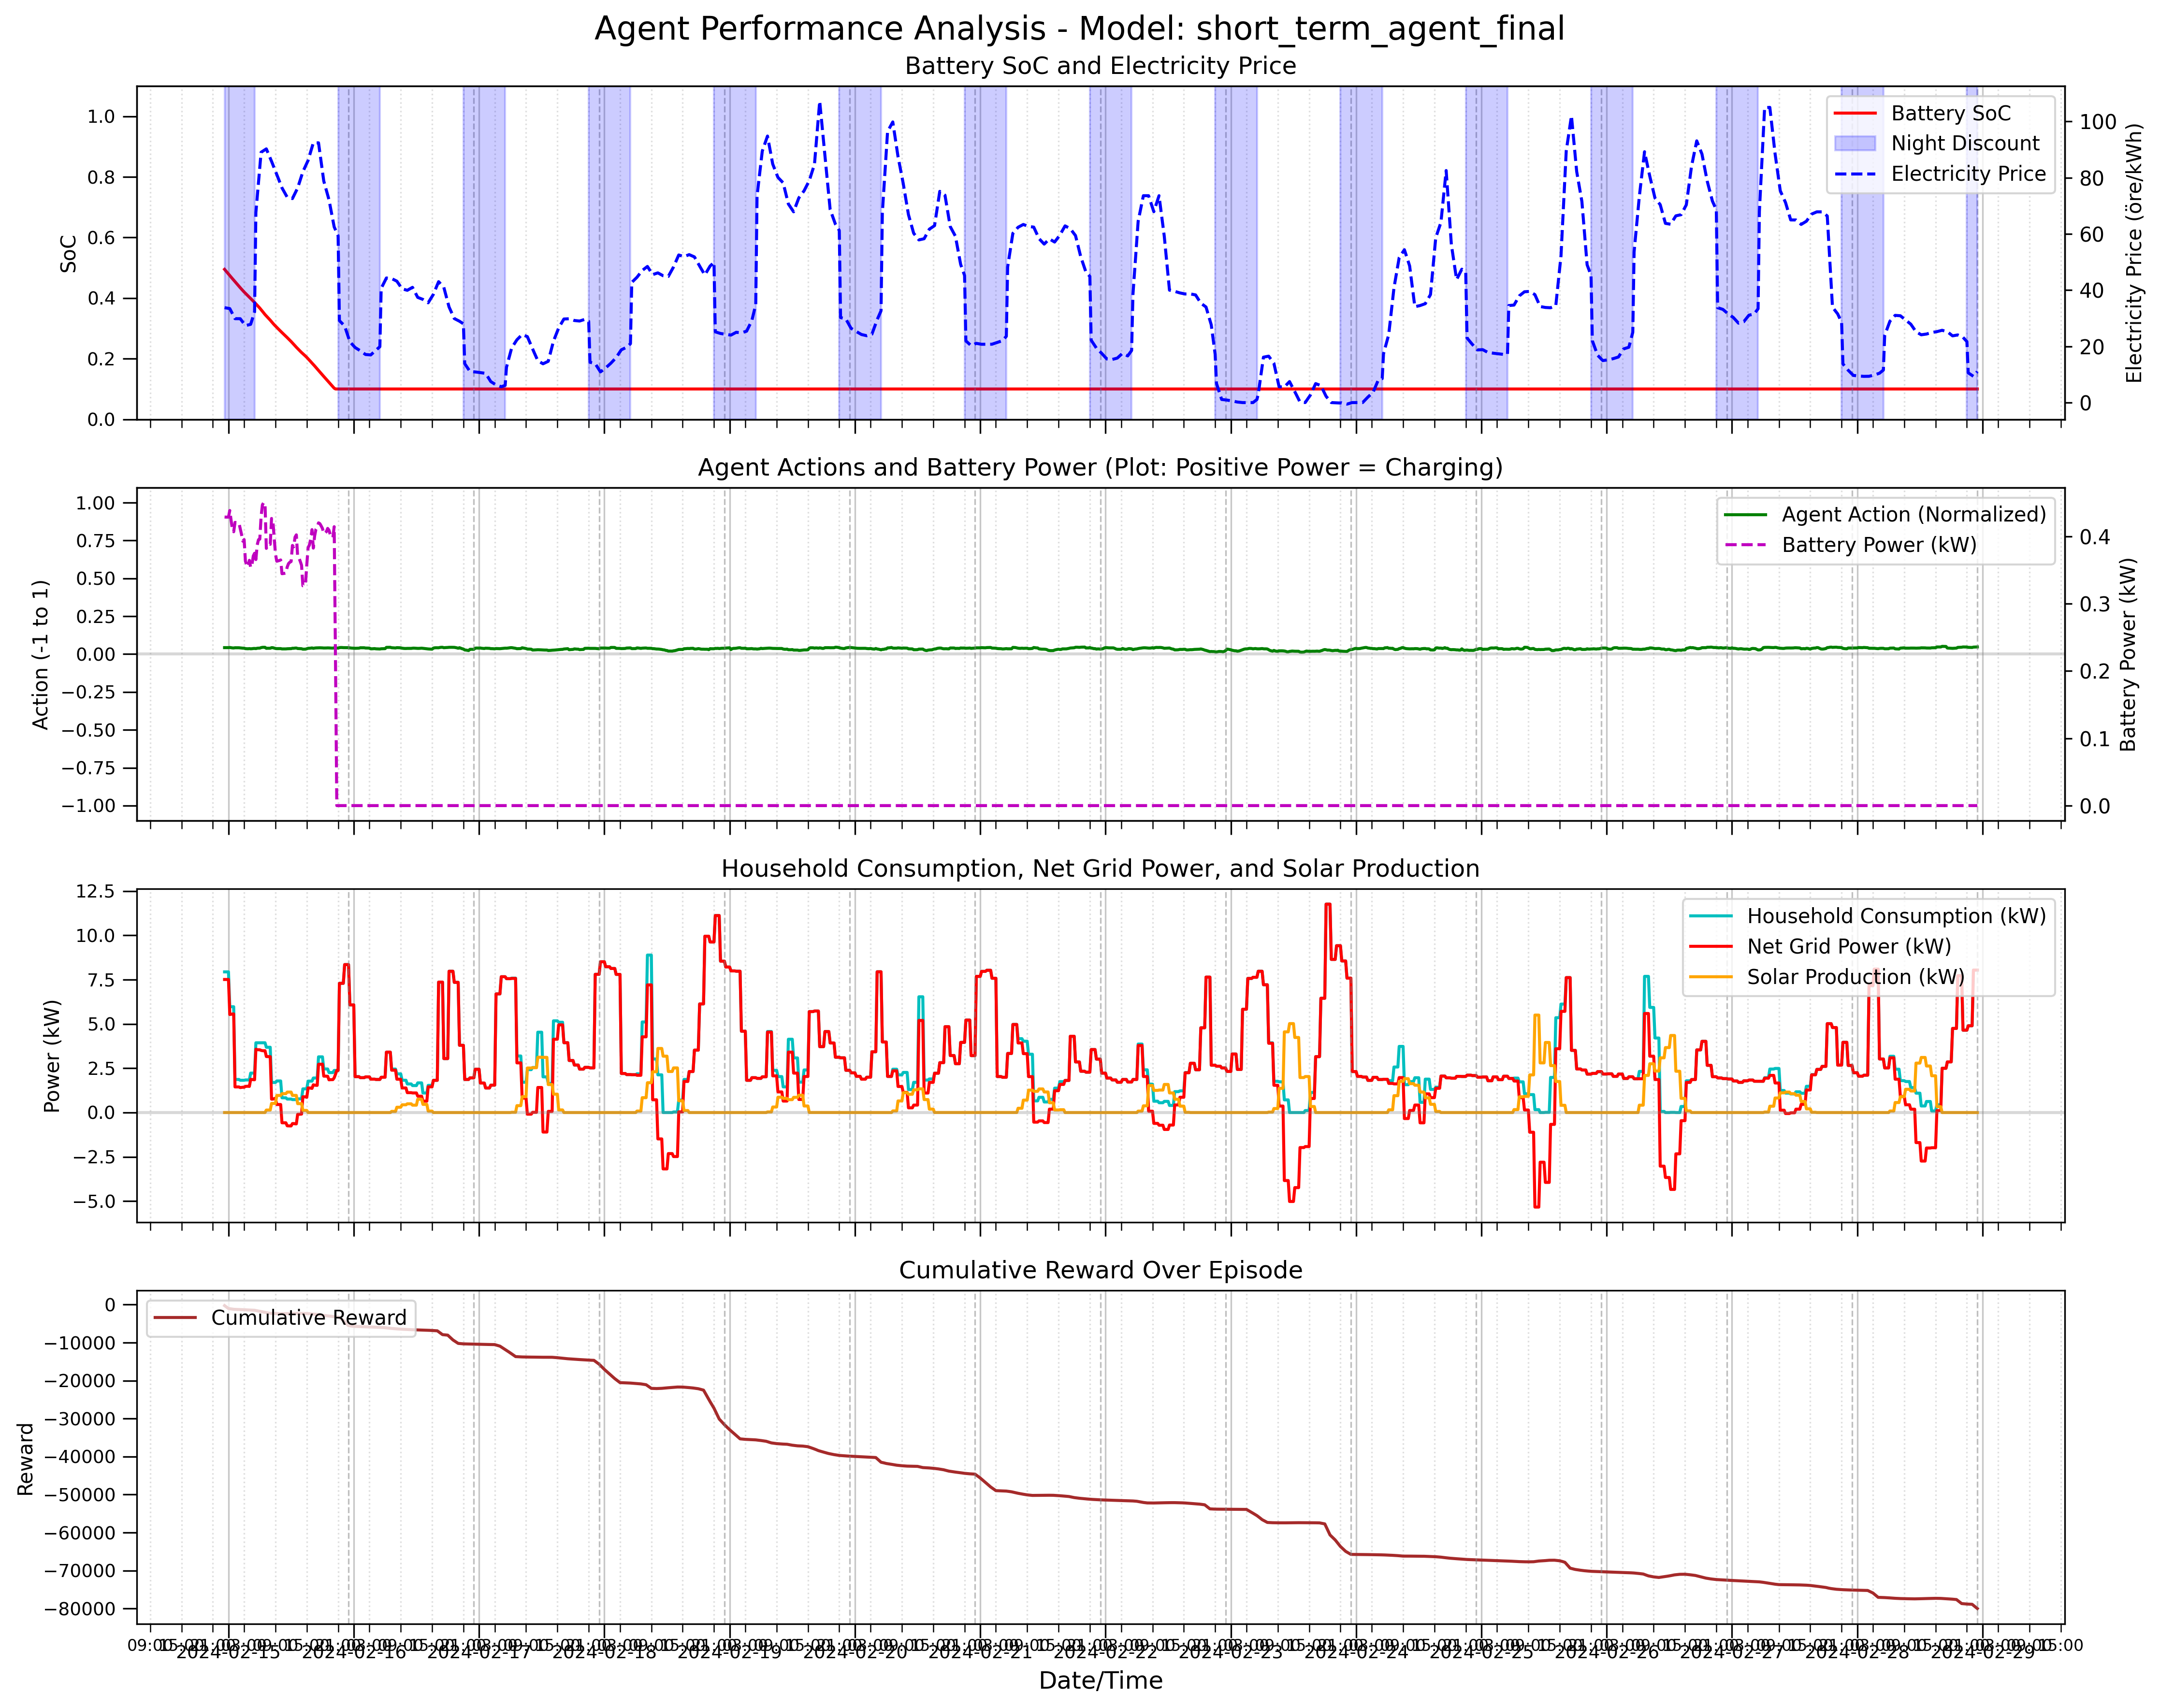 Agent Performance Analysis - Model: short_term_agent_final
Battery SoC and Electricity Price
1.0
0.8
0.6
0.4
0.2
0.0
SoC
100
80
60
40
20
0
Electricity Price (öre/kWh)
Battery SoC
Night Discount
Electricity Price
Agent Actions and Battery Power (Plot: Positive Power = Charging)
1.00
0.75
0.50
0.25
0.00
−0.25
−0.50
−0.75
−1.00
Action (-1 to 1)
0.4
0.3
0.2
0.1
0.0
Battery Power (kW)
Agent Action (Normalized)
Battery Power (kW)
Household Consumption, Net Grid Power, and Solar Production
12.5
10.0
7.5
5.0
2.5
0.0
−2.5
−5.0
Power (kW)
Household Consumption (kW)
Net Grid Power (kW)
Solar Production (kW)
Cumulative Reward Over Episode
0
−10000
−20000
−30000
−40000
−50000
−60000
−70000
−80000
Reward
Cumulative Reward
2024-02-15
2024-02-16
2024-02-17
2024-02-18
2024-02-19
2024-02-20
2024-02-21
2024-02-22
2024-02-23
2024-02-24
2024-02-25
2024-02-26
2024-02-27
2024-02-28
2024-02-29
Date/Time